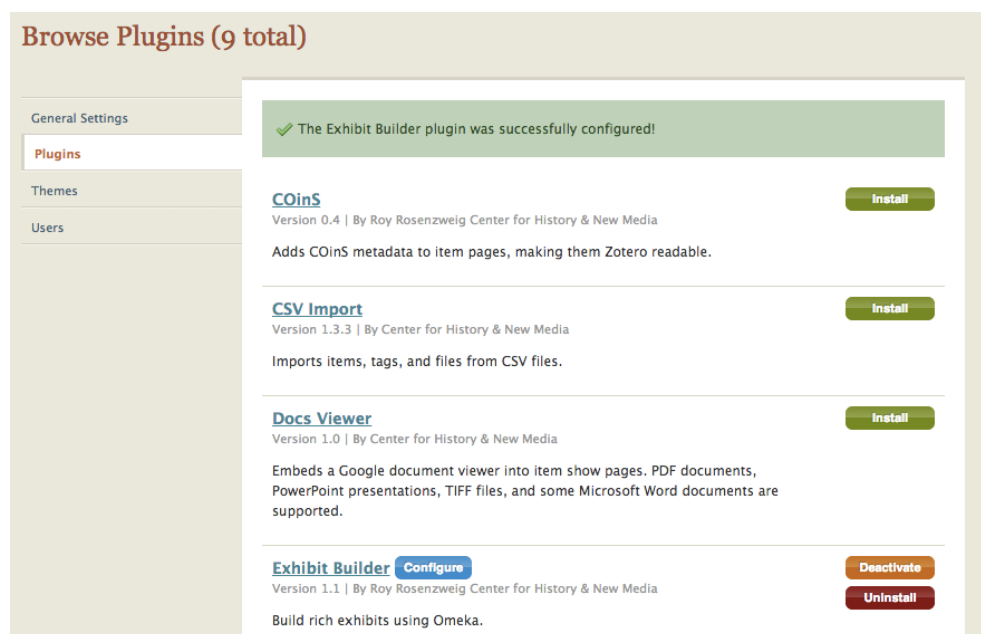 Browse Plugins (9 total)
General Settings
Plugins
Themes
Users
The Exhibit Builder plugin was successfully configured!
COinS
Install
Version 0.4 | By Roy Rosenzweig Center for History & New Media
Adds COinS metadata to item pages, making them Zotero readable.
CSV Import
Install
Version 1.3.3 | By Center for History & New Media
Imports items, tags, and files from CSV files.
Docs Viewer
Install
Version 1.0 | By Center for History & New Media
Embeds a Google document viewer into item show pages. PDF documents,
PowerPoint presentations, TIFF files, and some Microsoft Word documents are
supported.
Exhibit Builder Configure
Deactivate
Version 1.1 | By Roy Rosenzweig Center for History & New Media
Uninstall
Build rich exhibits using Omeka.